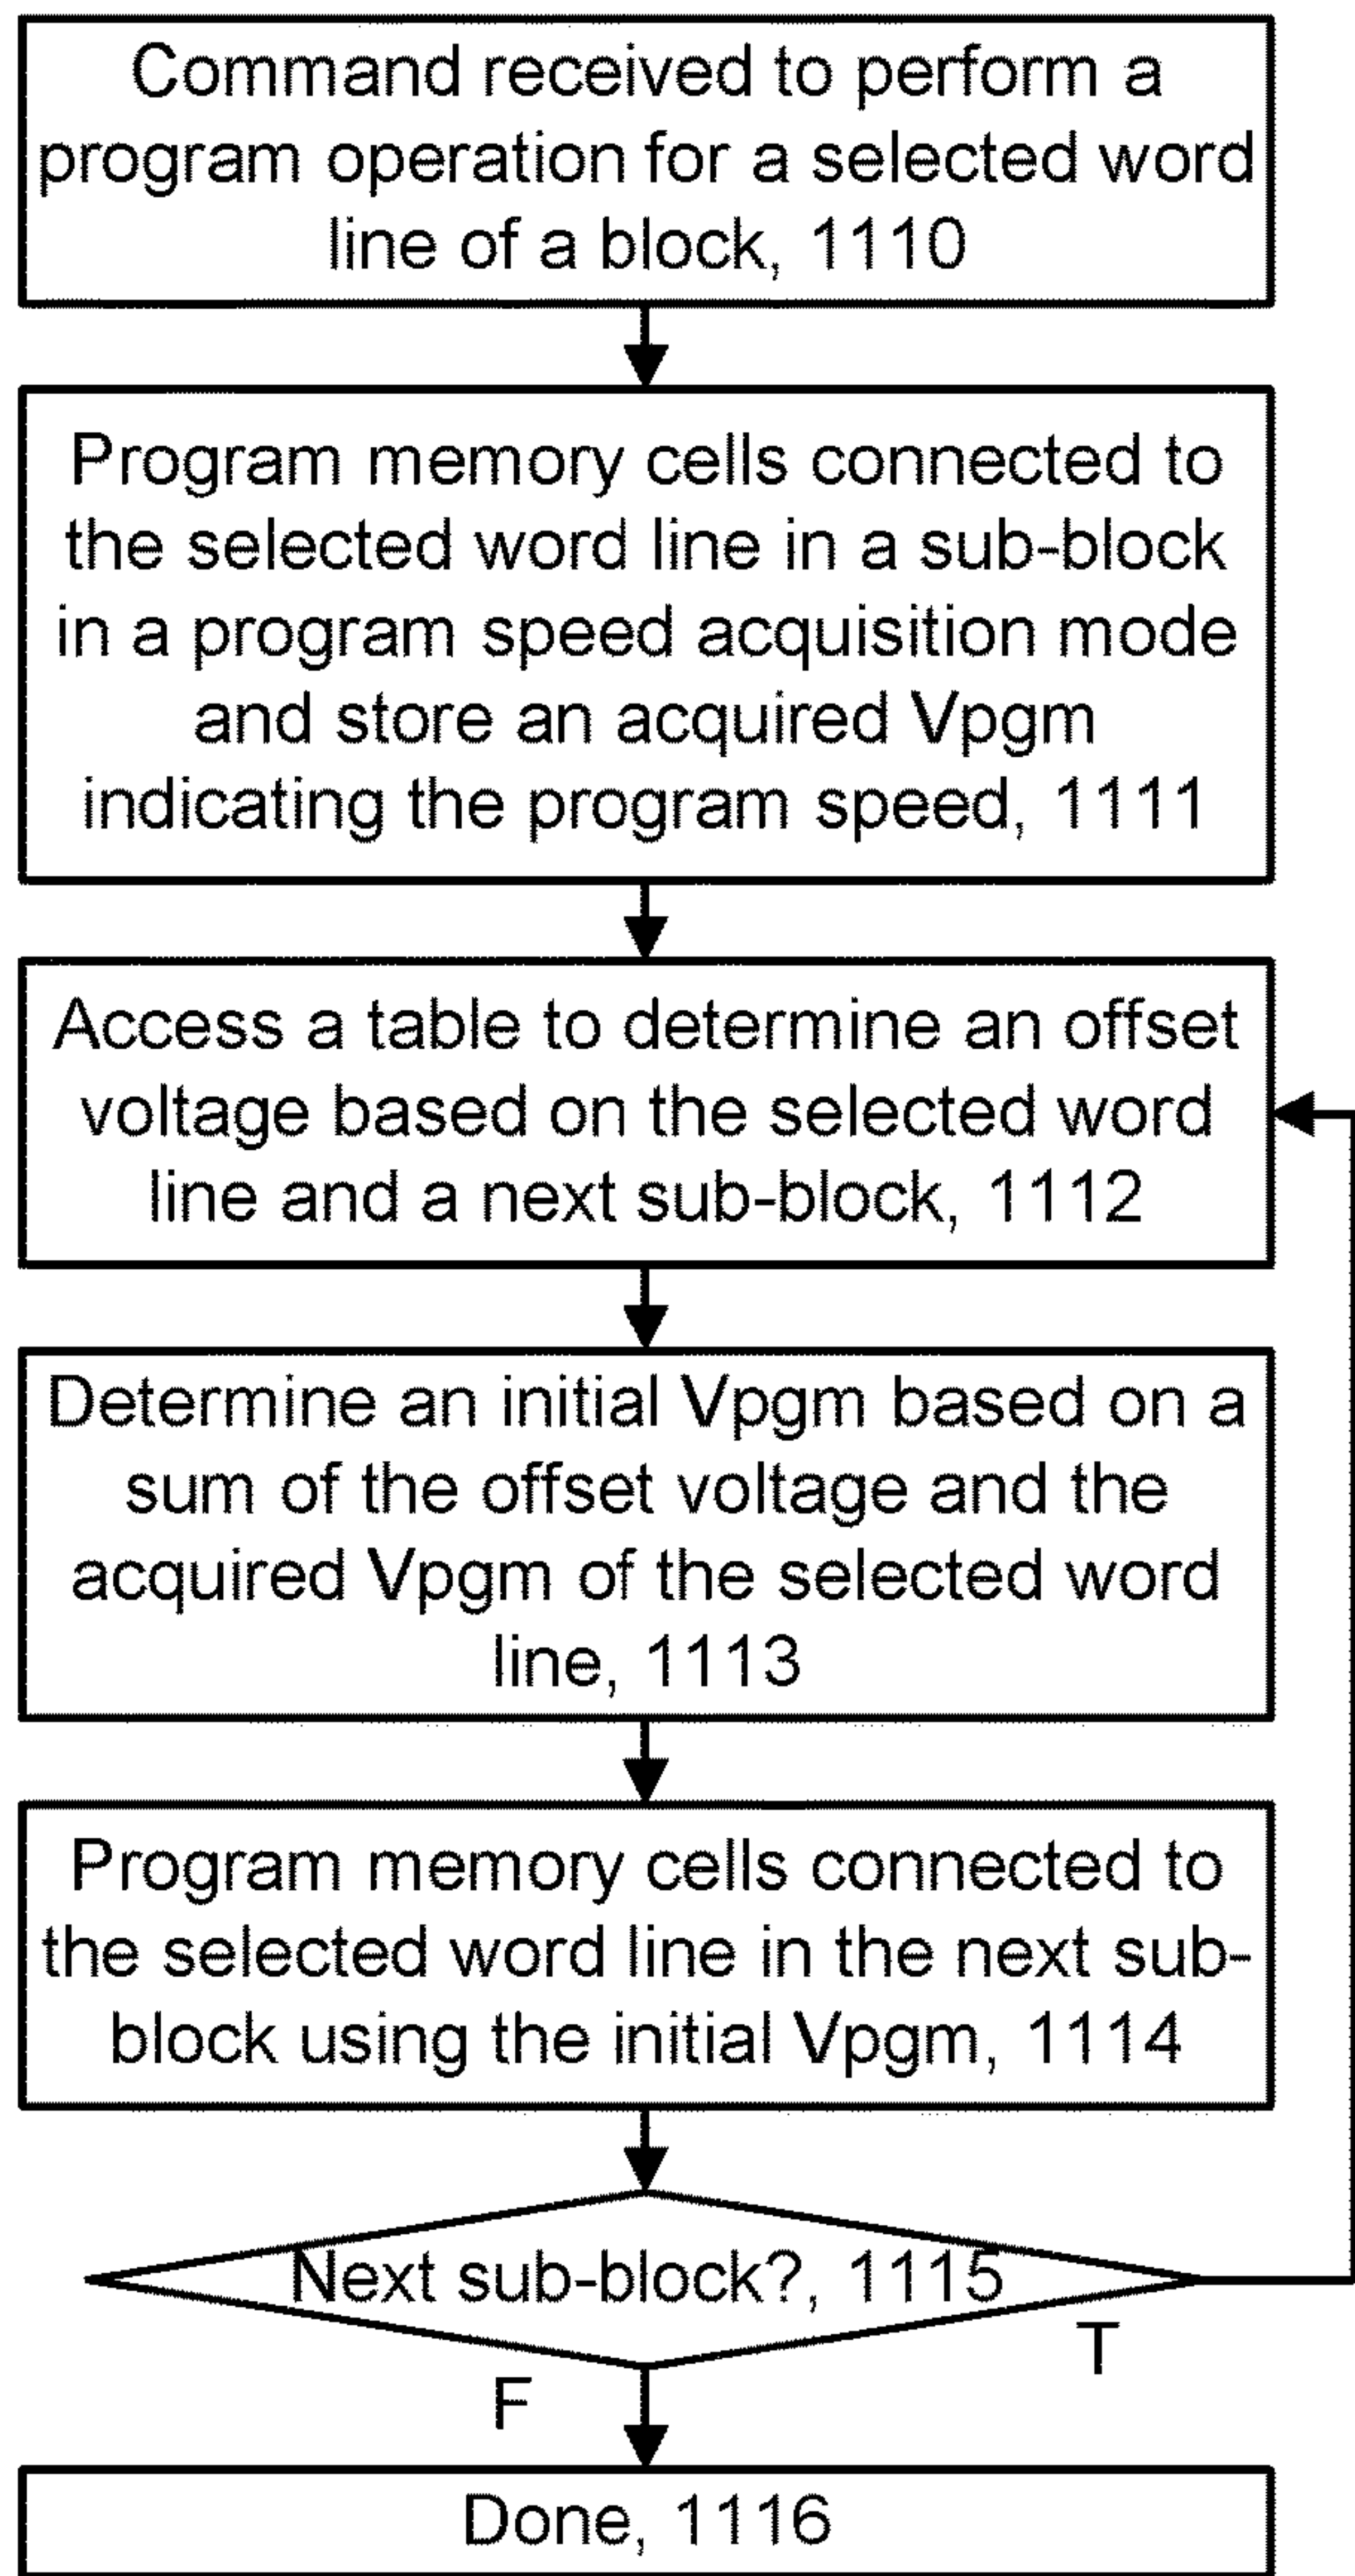 Command received to perform a
program operation for a selected word
line of a block, 1110
Program memory cells connected to
the selected word line in a sub-block
in a program speed acquisition mode
and store an acquired Vpgm
indicating the program speed, 1111
Access a table to determine an offset
voltage based on the selected word
line and a next sub-block, 1112
Determine an initial Vpgm based on a
sum of the offset voltage and the
acquired Vpgm of the selected word
line, 1113
Program memory cells connected to
the selected word line in the next sub-
block using the initial Vpgm, 1114
Next sub-block?, 1115
T
F
Done, 1116